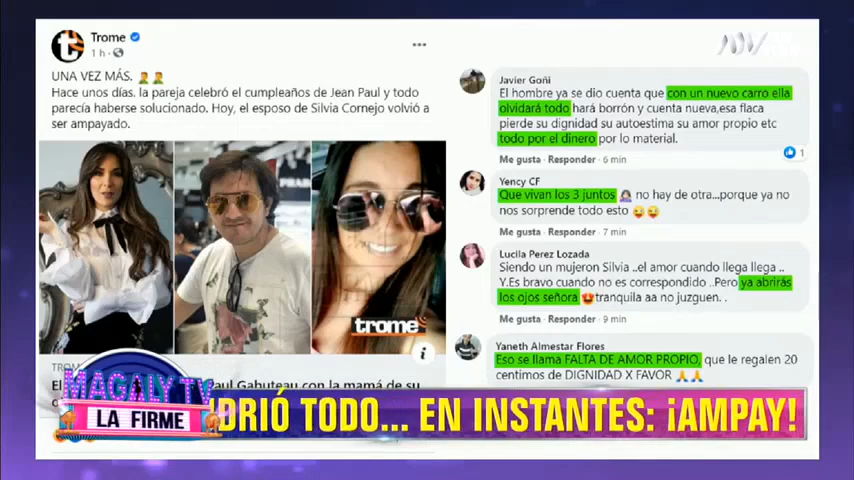 Trome
1 h
UNA VEZ MÁS.
Hace unos días. la pareja celebró el cumpleaños de Jean Paul y todo
parecía haberse solucionado. Hoy, el esposo de Silvia Cornejo volvió a
ser ampayado.
trome
TROM
El
Paul Gabuteau con la mamá de su
Javier Goñi
El hombre ya se dio cuenta que con un nuevo carro ella
olvidará todo hará borrón y cuenta nueva,esa flaca
pierde su dignidad su autoestima su amor propio etc
todo por el dinero por lo material.
Me gusta · Responder · 6 min
1
Yency CF
Que vivan los 3 juntos no hay de otra...porque ya no
nos sorprende todo esto
Me gusta · Responder · 7 min
Lucila Perez Lozada
Siendo un mujeron Silvia ..el amor cuando llega llega ..
Y.Es bravo cuando no es correspondido ..Pero ya abrirás
los ojos señora tranquila aa no juzguen. .
Me gusta · Responder · 9 min
Yaneth Almestar Flores
Eso se llama FALTA DE AMOR PROPIO, que le regalen 20
centimos de DIGNIDAD X FAVOR
MAGALY TV
LA FIRME
UDRIÓ TODO... EN INSTANTES: ¡AMPAY!